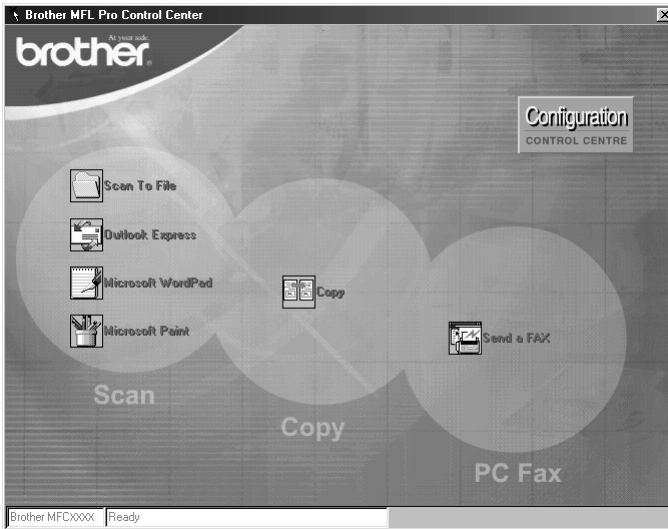 Brother MFL Pro Control Center
At your side.
brother
Configuration
CONTROL CENTRE
Scan To File
Outlook Express
Microsoft WordPad
Microsoft Paint
Scan
Copy
Copy
Send a FAX
PC Fax
Brother MFCXXXX
Ready